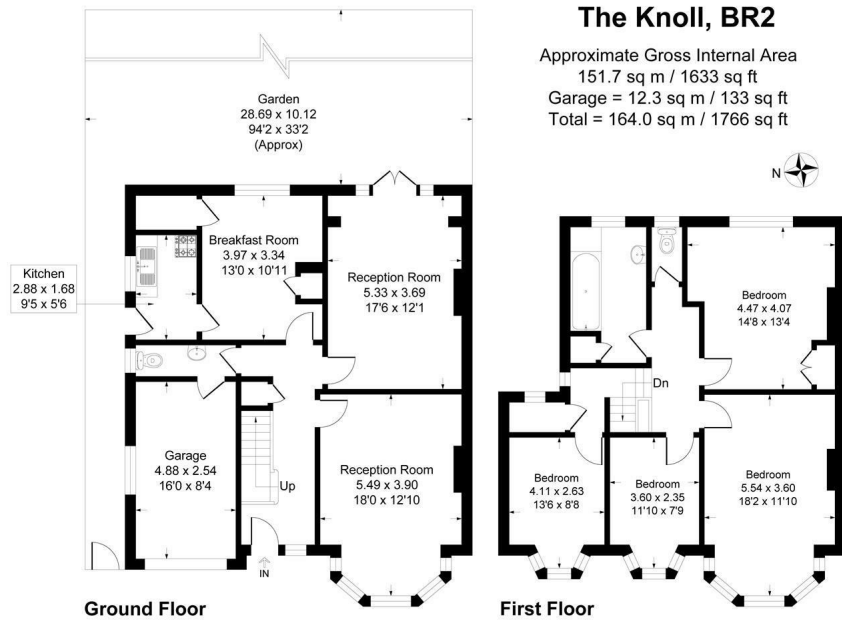 The Knoll, BR2
Approximate Gross Internal Area
151.7 sq m / 1633 sq ft
Garage = 12.3 sq m / 133 sq ft
Total = 164.0 sq m / 1766 sq ft
N
Garden
28.69 x 10.12
94'2 x 33'2
(Approx)
Kitchen
2.88 x 1.68
9'5 x 5'6
Breakfast Room
3.97 x 3.34
13'0 x 10'11
Reception Room
5.33 x 3.69
17'6 x 12'1
Garage
4.88 x 2.54
16'0 x 8'4
Up
Reception Room
5.49 x 3.90
18'0 x 12'10
IN
Ground Floor
Bedroom
4.47 x 4.07
14'8 x 13'4
Dn
Bedroom
4.11 x 2.63
13'6 x 8'8
Bedroom
3.60 x 2.35
11'10 x 7'9
Bedroom
5.54 x 3.60
18'2 x 11'10
First Floor